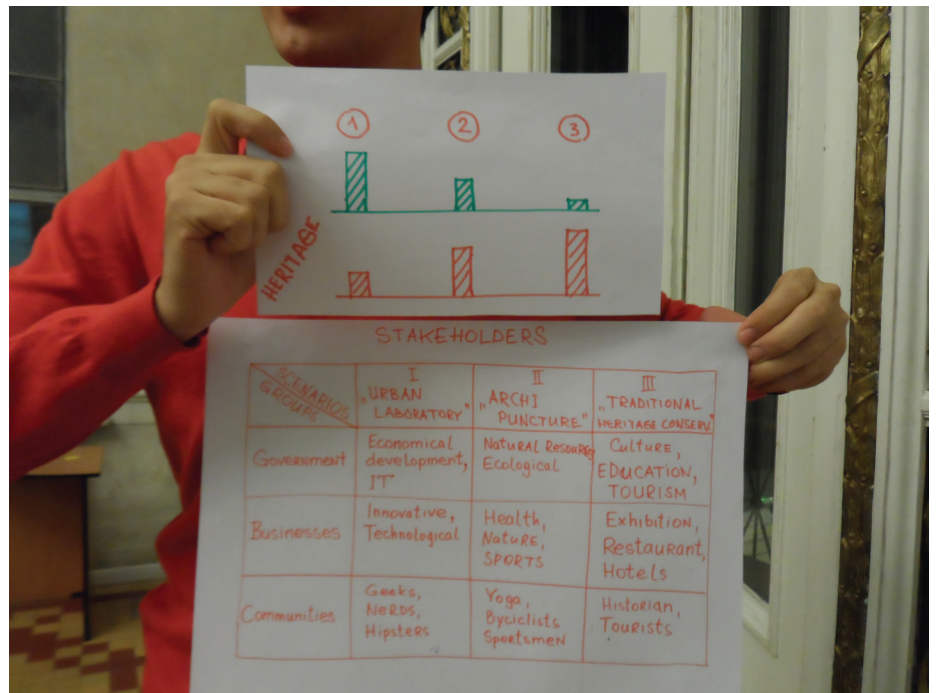 1 2 3
HERITAGE
STAKEHOLDERS
SCENARIOS
GROUPS
I
„URBAN
LABORATORY"
II
„ARCHI
PUNCTURE"
III
„TRADITIONAL
HERITAGE CONSERV."
Government
Economical
development,
IT
Natural Resources
Ecological
Culture,
EDUCATION,
TOURISM
Businesses
Innovative,
Technological
Health,
NATURE,
SPORTS
Exhibition,
Restaurant,
Hotels
Communities
Geeks,
NERDS,
Hipsters
Yoga,
Byciclists
Sportsmen
Historian,
Tourists